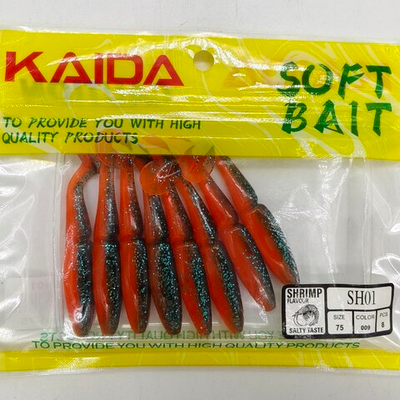 KAIDA
SOFT
BAIT
TO PROVIDE YOU WITH HIGH
QUALITY PRODUCTS
SHRIMP
FLAVOUR
SALTY TASTE
SH01
SIZE
COLOR
PCS
75
009
TO PROVIDE YOU WITH HIGH QUALITY PRODUCTS